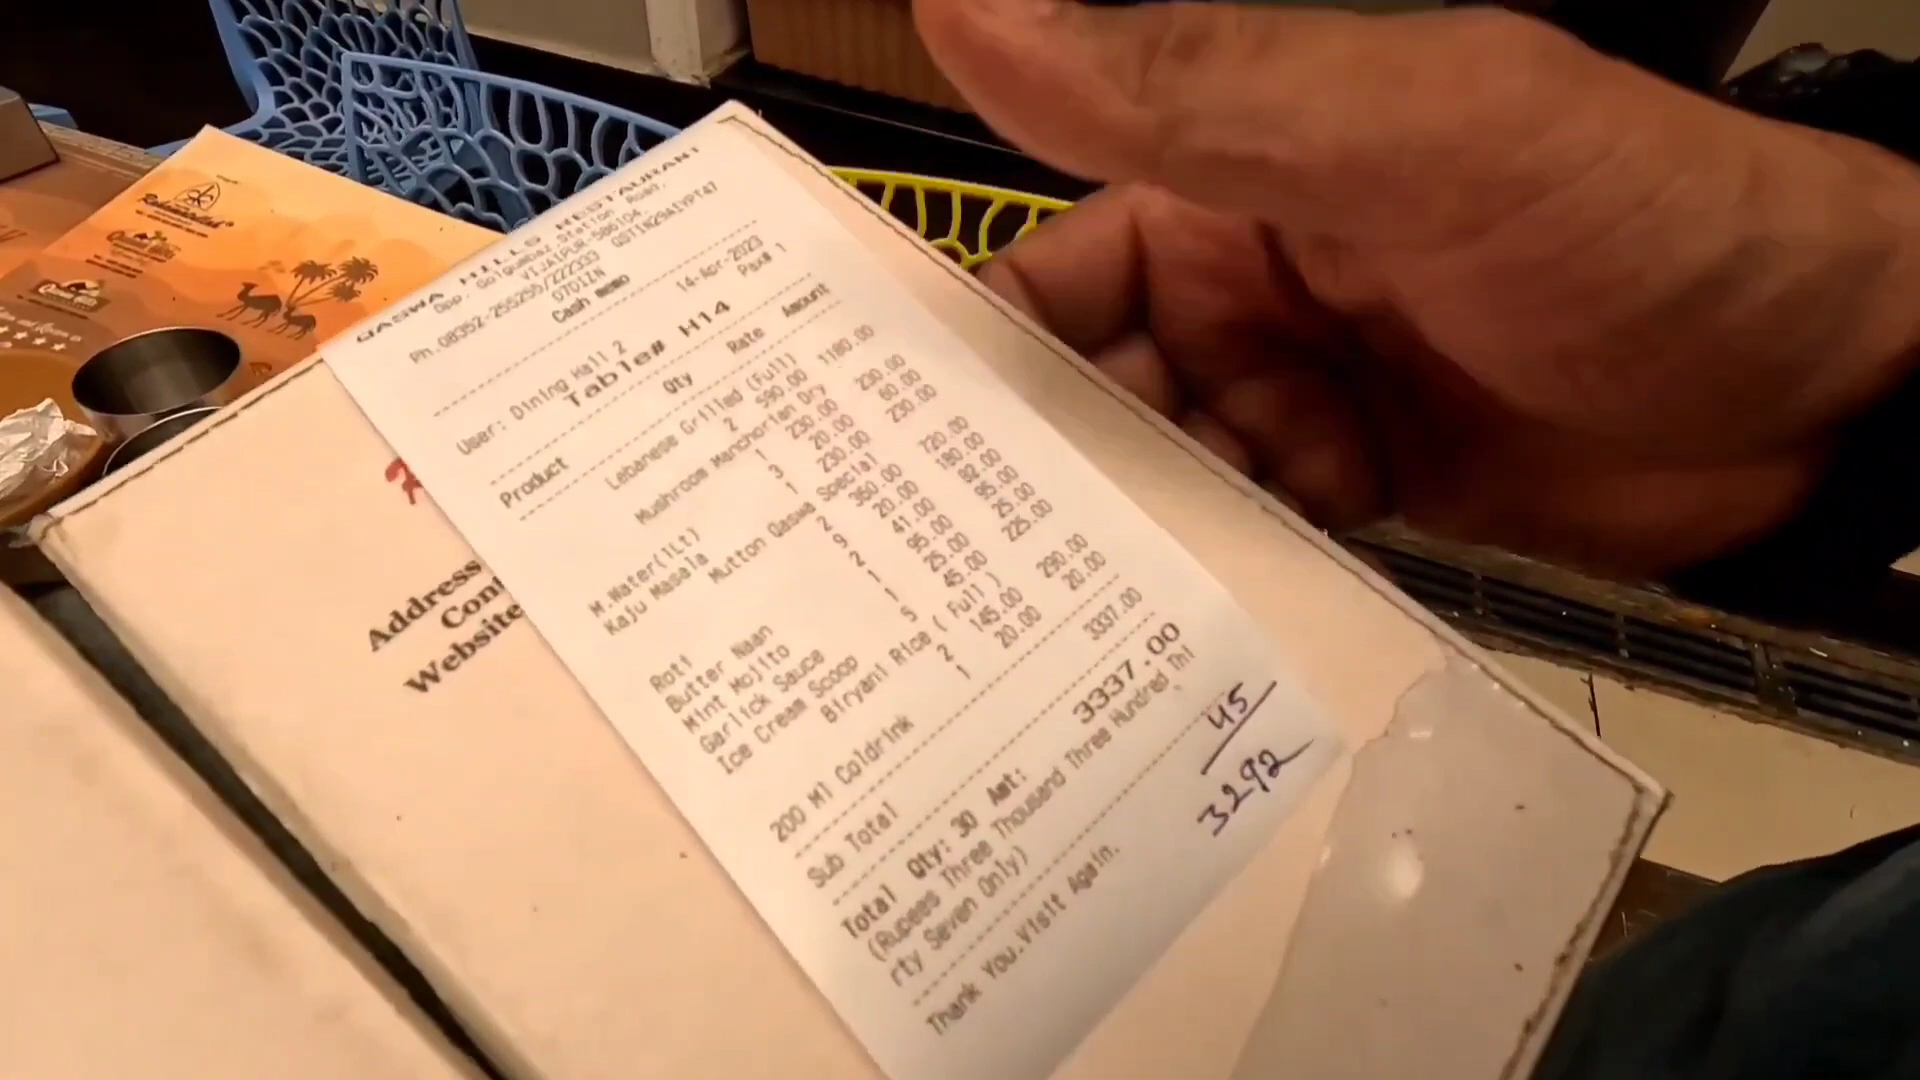 QASWA HILLS RESTAURANT
Opp. Golgumbaz, Station Road,
VIJAIPUR-586104.
Ph.08352-255255/222333 GSTIN29AIVPT47
07D1ZN
Cash memo
14-Apr-2023
User: Dining Hall 2 Pax# 1
Table# H14
Product Qty Rate Amount
Lebanese Grilled (Full)
2 590.00 1180.00
Mushroom Manchorian Dry
1 230.00 230.00
M.Water(1Lt) 3 20.00 60.00
Kaju Masala 1 230.00 230.00
Mutton Qaswa Special
2 360.00 720.00
Roti 9 20.00 180.00
Butter Naan 2 41.00 82.00
Mint Mojito 1 95.00 95.00
Garlick Sauce 1 25.00 25.00
Ice Cream Scoop 5 45.00 225.00
Biryani Rice ( Full )
2 145.00 290.00
200 Ml Coldrink 1 20.00 20.00
Sub Total 3337.00
Total Qty: 30 Amt: 3337.00
(Rupees Three Thousand Three Hundred Thi
rty Seven Only)
Thank You.Visit Again.
45
3292
Address
Con
Website